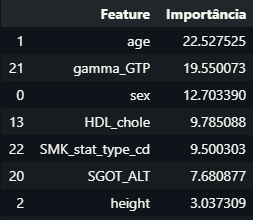 Feature Importância
1 age 22.527525
21 gamma_GTP 19.550073
0 sex 12.703390
13 HDL_chole 9.785088
22 SMK_stat_type_cd 9.500303
20 SGOT_ALT 7.680877
2 height 3.037309